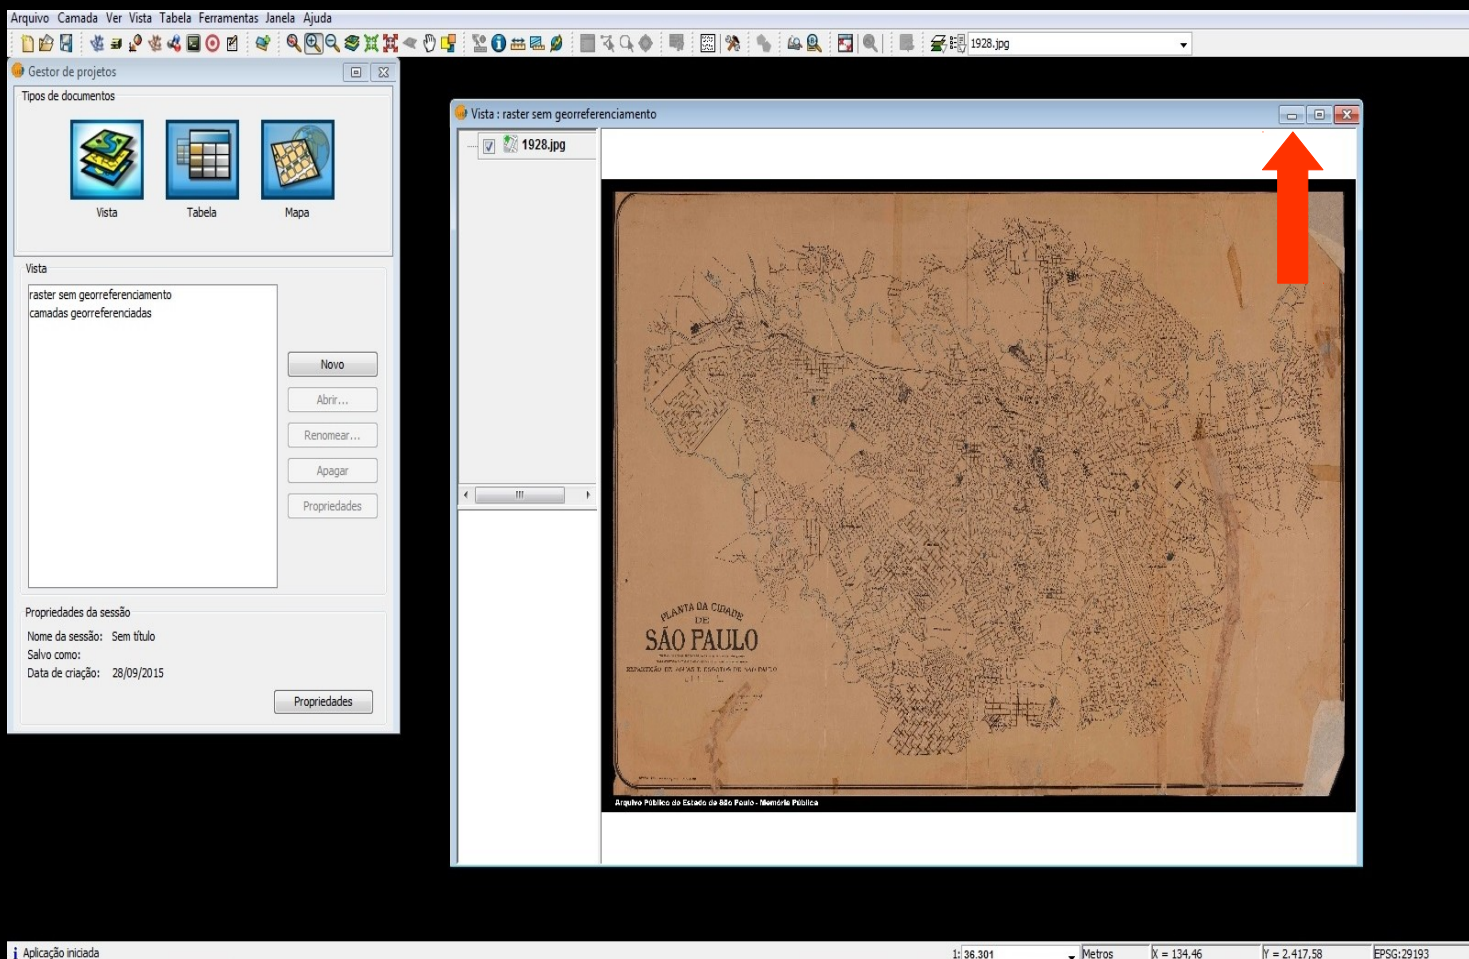 Arquivo Camada Ver Vista Tabela Ferramentas Janela Ajuda
1928.jpg
Gestor de projetos
Tipos de documentos
Vista
Tabela
Mapa
Vista
raster sem georreferenciamento
camadas georreferenciadas
Novo
Abrir...
Renomear...
Apagar
Propriedades
Propriedades da sessão
Nome da sessão: Sem título
Salvo como:
Data de criação: 28/09/2015
Propriedades
Vista : raster sem georreferenciamento
1928.jpg
PLANTA DA CIDADE
DE
SÃO PAULO
Arquivo Público do Estado de São Paulo - Memória Pública
Aplicação iniciada
1: 36.301
Metros
X = 134,46
Y = 2.417,58
EPSG:29193